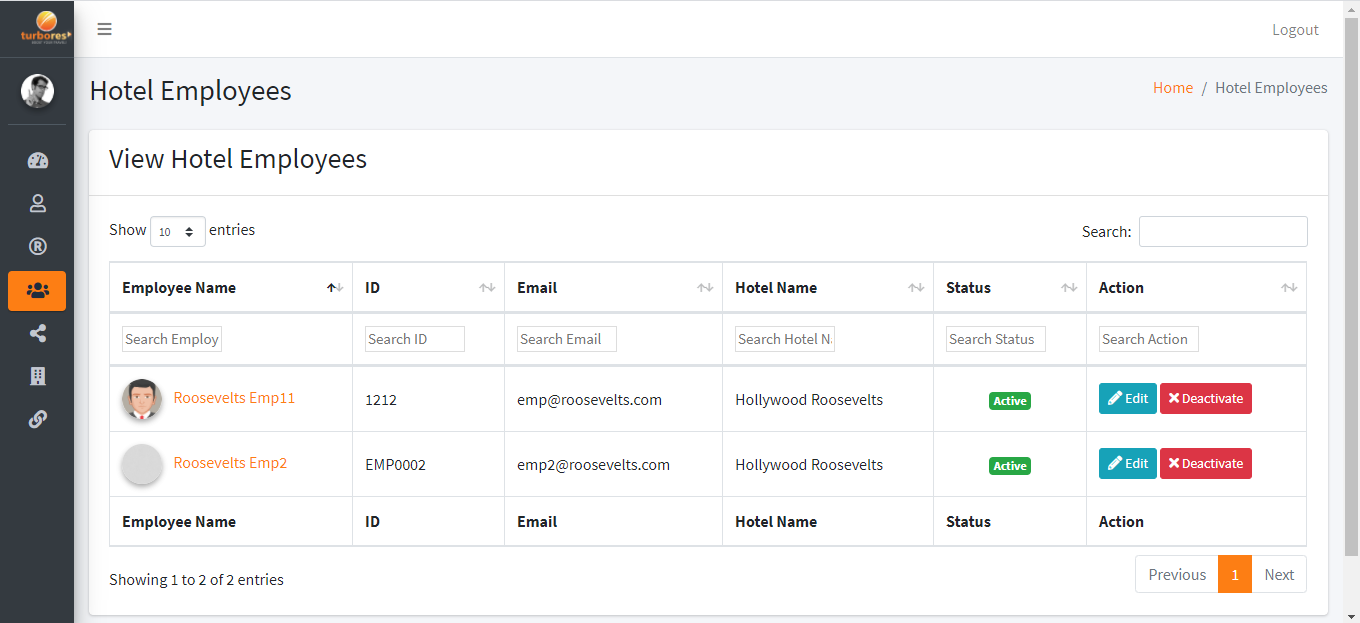 turbores
Logout
Hotel Employees
Home / Hotel Employees
View Hotel Employees
Show 10 entries
Search:
Employee Name ID Email Hotel Name Status Action
Search Employ Search ID Search Email Search Hotel N Search Status Search Action
Roosevelts Emp11 1212 emp@roosevelts.com Hollywood Roosevelts Active Edit Deactivate
Roosevelts Emp2 EMP0002 emp2@roosevelts.com Hollywood Roosevelts Active Edit Deactivate
Employee Name ID Email Hotel Name Status Action
Showing 1 to 2 of 2 entries
Previous 1 Next